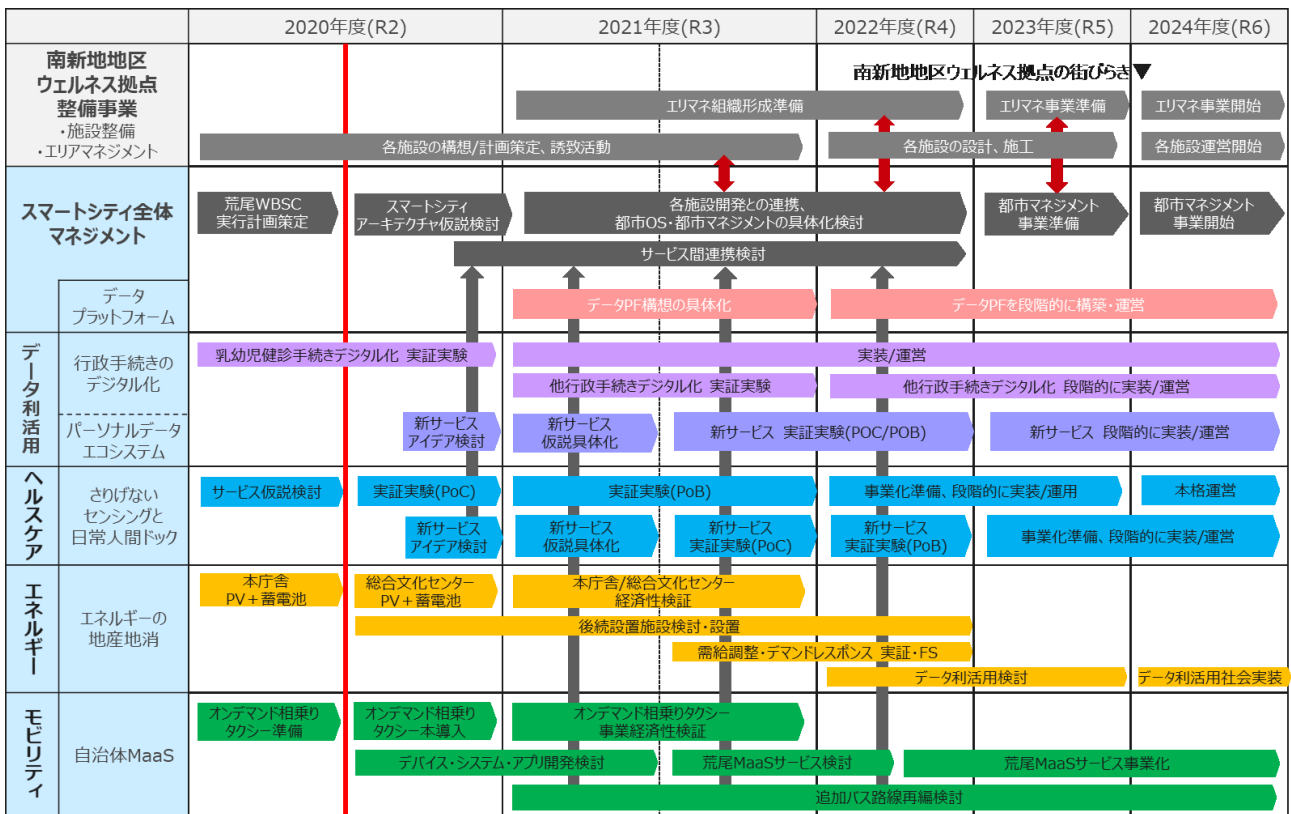 2020年度(R2)
2021年度(R3)
2022年度(R4)
2023年度(R5)
2024年度(R6)
南新地地区
ウェルネス拠点
整備事業
・施設整備
・エリアマネジメント
南新地地区ウェルネス拠点の街びらき▼
エリマネ組織形成準備
エリマネ事業準備
エリマネ事業開始
各施設の構想/計画策定、誘致活動
各施設の設計、施工
各施設運営開始
スマートシティ全体
マネジメント
荒尾WBSC
実行計画策定
スマートシティ
アーキテクチャ仮説検討
各施設開発との連携、
都市OS・都市マネジメントの具体化検討
都市マネジメント
事業準備
都市マネジメント
事業開始
サービス間連携検討
データ
プラットフォーム
データPF構想の具体化
データPFを段階的に構築・運営
データ利活用
行政手続きの
デジタル化
乳幼児健診手続きデジタル化 実証実験
実装/運営
他行政手続きデジタル化 実証実験
他行政手続きデジタル化 段階的に実装/運営
パーソナルデータ
エコシステム
新サービス
アイデア検討
新サービス
仮説具体化
新サービス 実証実験(POC/POB)
新サービス 段階的に実装/運営
ヘルスケア
さりげない
センシングと
日常人間ドック
サービス仮説検討
実証実験(PoC)
実証実験(PoB)
事業化準備、段階的に実装/運用
本格運営
新サービス
アイデア検討
新サービス
仮説具体化
新サービス
実証実験(PoC)
新サービス
実証実験(PoB)
事業化準備、段階的に実装/運営
エネルギー
エネルギーの
地産地消
本庁舎
PV＋蓄電池
総合文化センター
PV＋蓄電池
本庁舎/総合文化センター
経済性検証
後続設置施設検討・設置
需給調整・デマンドレスポンス 実証・FS
データ利活用検討
データ利活用社会実装
モビリティ
自治体MaaS
オンデマンド相乗り
タクシー準備
オンデマンド相乗り
タクシー本導入
オンデマンド相乗りタクシー
事業経済性検証
デバイス・システム・アプリ開発検討
荒尾MaaSサービス検討
荒尾MaaSサービス事業化
追加バス路線再編検討